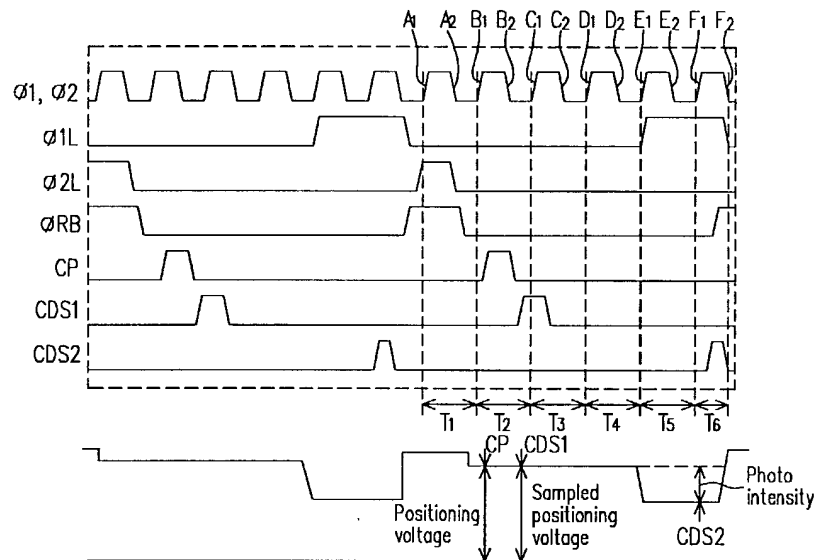 A1 A2 B1 B2 C1 C2 D1 D2 E1 E2 F1 F2
Ø1, Ø2
Ø1L
Ø2L
ØRB
CP
CDS1
CDS2
T1 T2 T3 T4 T5 T6
CP CDS1
Positioning voltage
Sampled positioning voltage
Photo intensity
CDS2